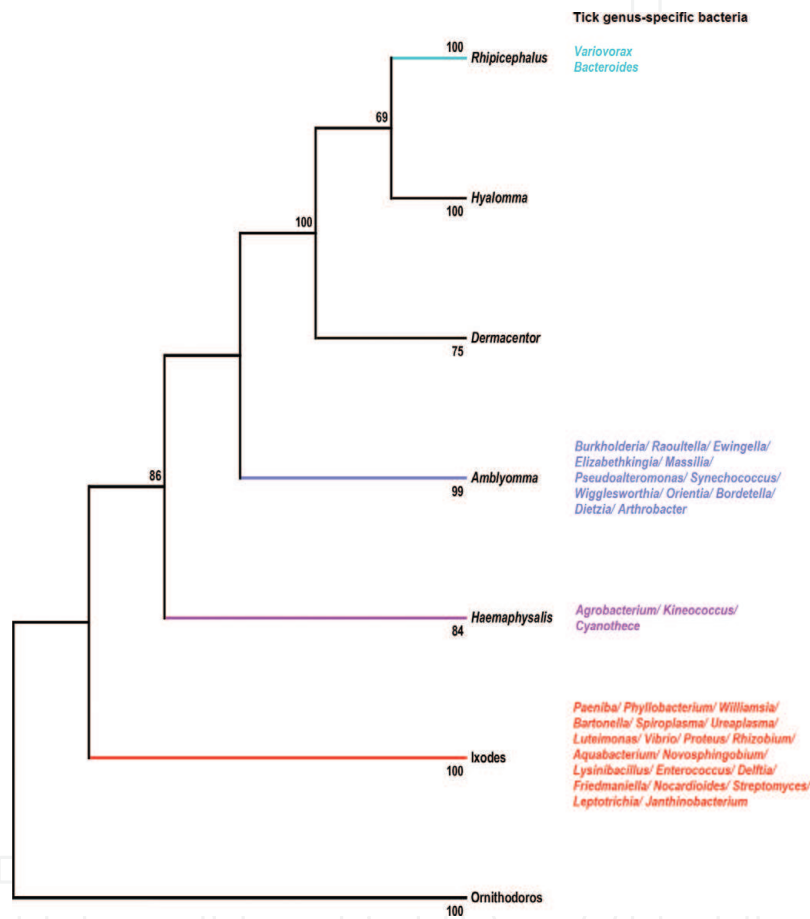 Tick genus-specific bacteria
100
Rhipicephalus
Variovorax
Bacteroides
69
Hyalomma
100
100
Dermacentor
75
Burkholderia/ Raoultella/ Ewingella/
Elizabethkingia/ Massilia/
Pseudoalteromonas/ Synechococcus/
Wigglesworthia/ Orientia/ Bordetella/
Dietzia/ Arthrobacter
Amblyomma
99
86
Haemaphysalis
84
Agrobacterium/ Kineococcus/
Cyanothece
Paeniba/ Phyllobacterium/ Williamsia/
Bartonella/ Spiroplasma/ Ureaplasma/
Luteimonas/ Vibrio/ Proteus/ Rhizobium/
Aquabacterium/ Novosphingobium/
Lysinibacillus/ Enterococcus/ Delftia/
Friedmaniella/ Nocardioides/ Streptomyces/
Leptotrichia/ Janthinobacterium
Ixodes
100
Ornithodoros
100